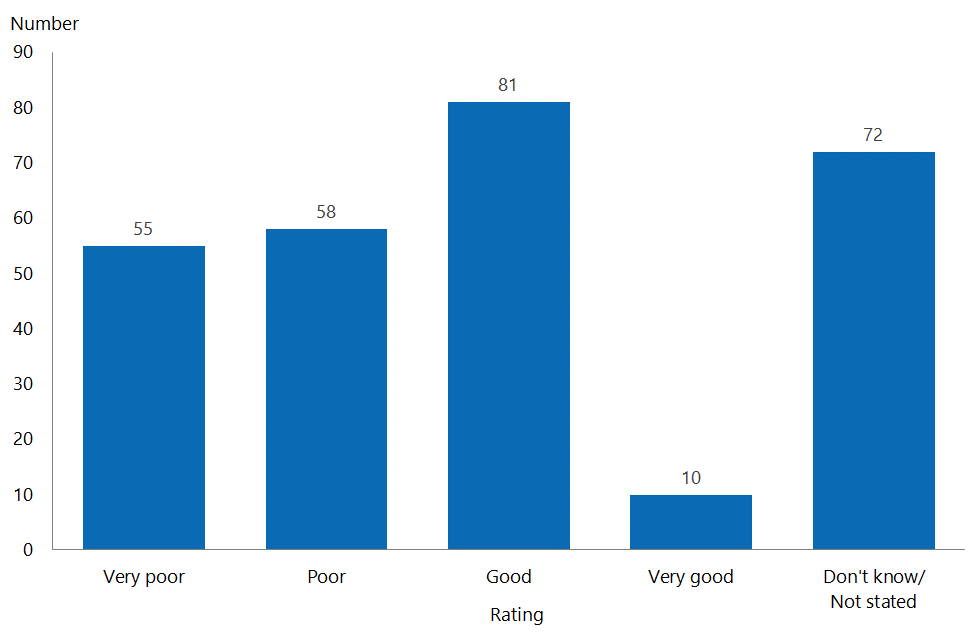 Number
90
80
70
60
50
40
30
20
10
0
55
58
81
10
72
Very poor
Poor
Good
Very good
Don't know/
Not stated
Rating